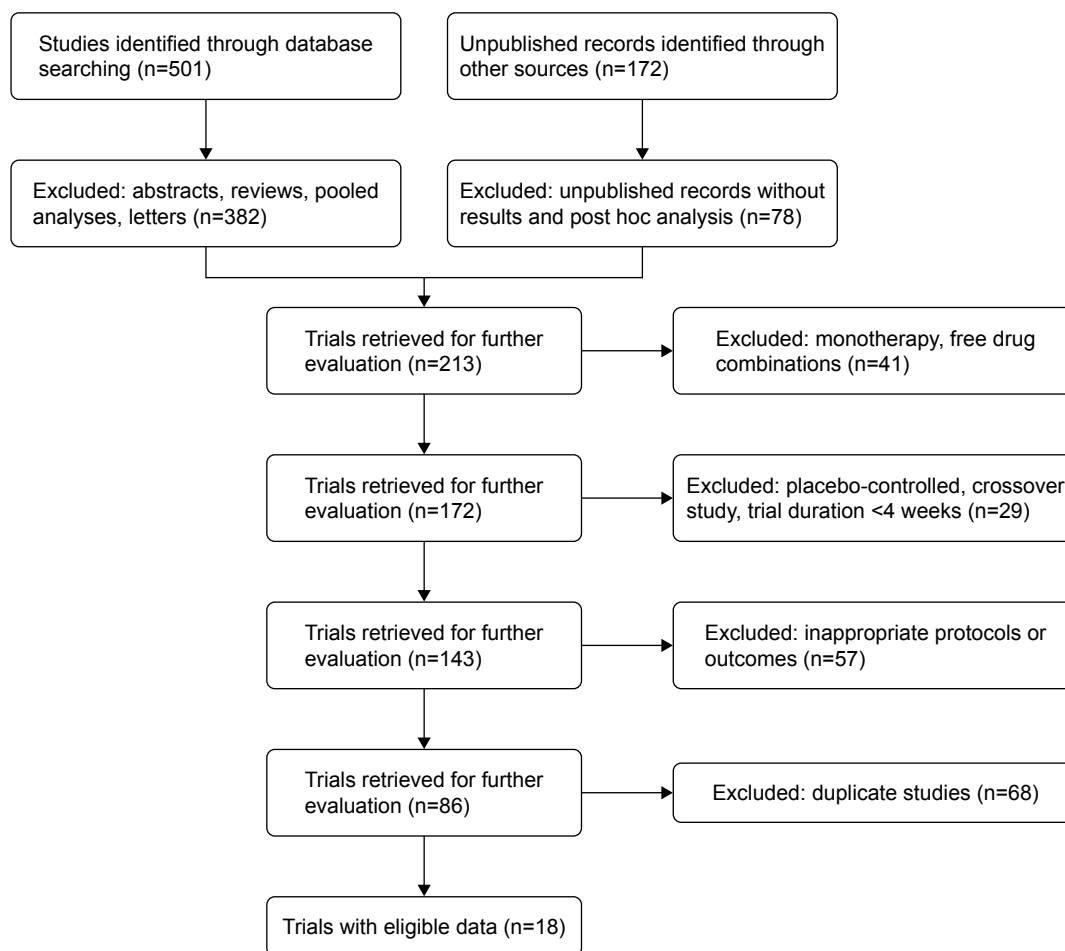 Studies identified through database
searching (n=501)
Unpublished records identified through
other sources (n=172)
Excluded: abstracts, reviews, pooled
analyses, letters (n=382)
Excluded: unpublished records without
results and post hoc analysis (n=78)
Trials retrieved for further
evaluation (n=213)
Excluded: monotherapy, free drug
combinations (n=41)
Trials retrieved for further
evaluation (n=172)
Excluded: placebo-controlled, crossover
study, trial duration <4 weeks (n=29)
Trials retrieved for further
evaluation (n=143)
Excluded: inappropriate protocols or
outcomes (n=57)
Trials retrieved for further
evaluation (n=86)
Excluded: duplicate studies (n=68)
Trials with eligible data (n=18)